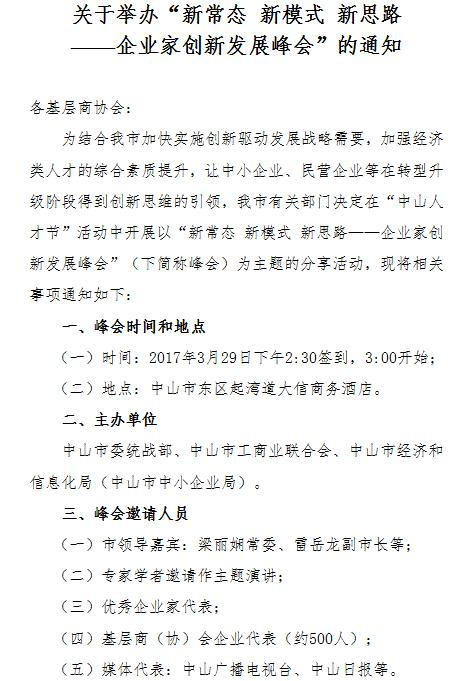 关于举办“新常态 新模式 新思路
——企业家创新发展峰会”的通知
各基层商协会：
为结合我市加快实施创新驱动发展战略需要，加强经济
类人才的综合素质提升，让中小企业、民营企业等在转型升
级阶段得到创新思维的引领，我市有关部门决定在“中山人
才节”活动中开展以“新常态 新模式 新思路——企业家创
新发展峰会”（下简称峰会）为主题的分享活动，现将相关
事项通知如下：
一、峰会时间和地点
（一）时间：2017年3月29日下午2:30签到，3:00开始；
（二）地点：中山市东区起湾道大信商务酒店。
二、主办单位
中山市委统战部、中山市工商业联合会、中山市经济和
信息化局（中山市中小企业局）。
三、峰会邀请人员
（一）市领导嘉宾：梁丽娴常委、雷岳龙副市长等；
（二）专家学者邀请作主题演讲；
（三）优秀企业家代表；
（四）基层商（协）会企业代表（约500人）；
（五）媒体代表：中山广播电视台、中山日报等。